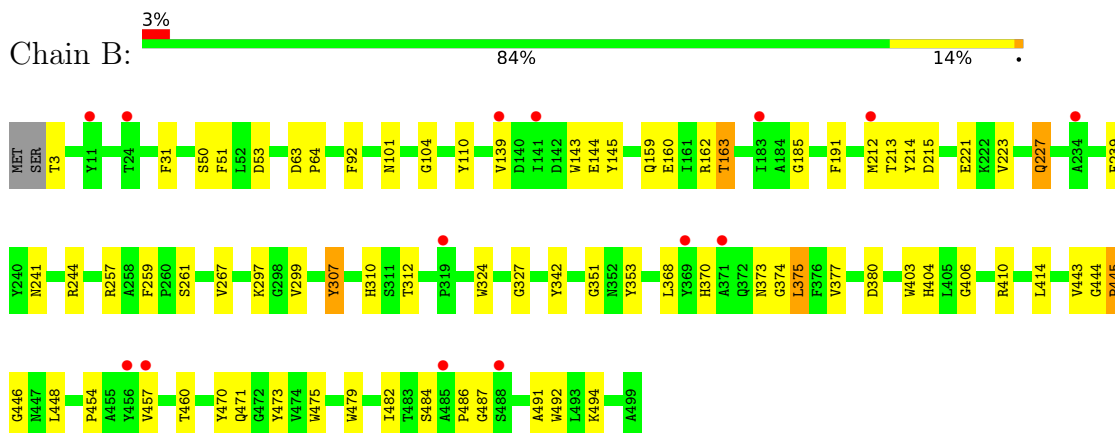 3%
Chain B:
84% 14% •
MET SER T3 Y11 T24 F31 S50 F51 L52 D53 D63 P64 F92 N101 G104 Y110 V139 D140 I141 D142 W143 E144 Y145 Q159 E160 I161 R162 T163 I183 A184 G185 F191 M212 T213 Y214 D215 E221 K222 V223 Q227 A234
Y240 N241 R244 R257 A258 F259 P260 S261 V267 K297 G298 V299 Y307 H310 S311 T312 P319 W324 G327 Y342 G351 N352 Y353 L368 Y369 H370 A371 Q372 N373 G374 L375 F376 V377 D380 W403 H404 L405 G406 R410 L414 V443 G444
G446 N447 L448 P454 A455 Y456 V457 T460 Y470 Q471 G472 Y473 V474 W475 W479 I482 T483 S484 A485 P486 G487 S488 A491 W492 L493 K494 A499